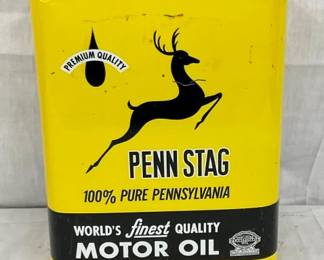 PREMIUM QUALITY
PENN STAG
100% PURE PENNSYLVANIA
WORLD'S finest QUALITY
MOTOR OIL